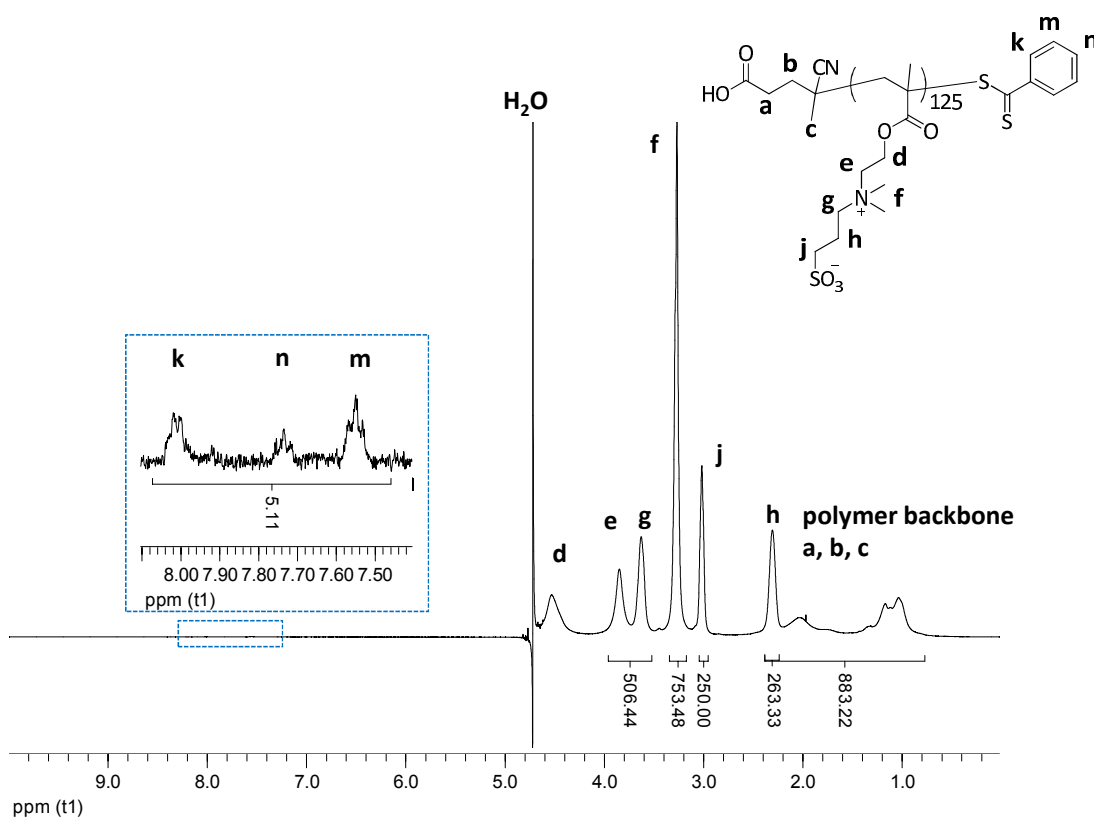 m
k
n
b
CN
O
HO
a
c
125
S
S
O
O
d
e
g
N
+
f
h
j
SO3
−
H2O
f
k
n
m
5.11
8.00 7.90 7.80 7.70 7.60 7.50
ppm (t1)
j
e
g
h
polymer backbone
a, b, c
d
506.44
753.48
250.00
263.33
883.22
9.0
8.0
7.0
6.0
5.0
4.0
3.0
2.0
1.0
ppm (t1)